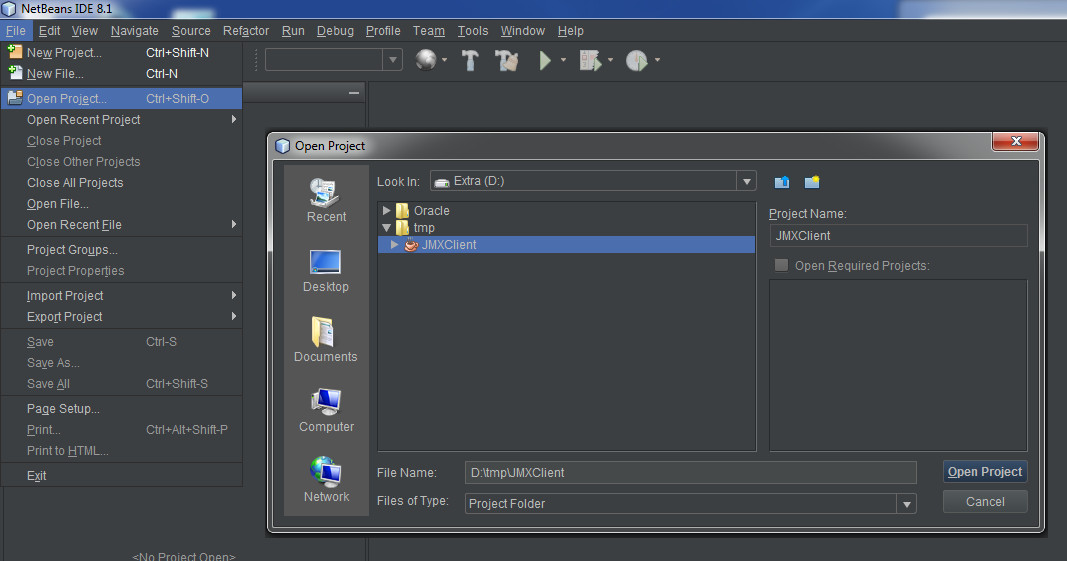 NetBeans IDE 8.1
File Edit View Navigate Source Refactor Run Debug Profile Team Tools Window Help
New Project... Ctrl+Shift-N
New File... Ctrl-N
Open Project... Ctrl+Shift-O
Open Recent Project
Close Project
Close Other Projects
Close All Projects
Open File...
Open Recent File
Project Groups...
Project Properties
Import Project
Export Project
Save Ctrl-S
Save As...
Save All Ctrl+Shift-S
Page Setup...
Print... Ctrl+Alt+Shift-P
Print to HTML...
Exit
<No Project Open>
Open Project
Look In: Extra (D:)
Recent
Desktop
Documents
Computer
Network
Oracle
tmp
JMXClient
Project Name:
JMXClient
Open Required Projects:
File Name: D:\tmp\JMXClient
Files of Type: Project Folder
Open Project
Cancel